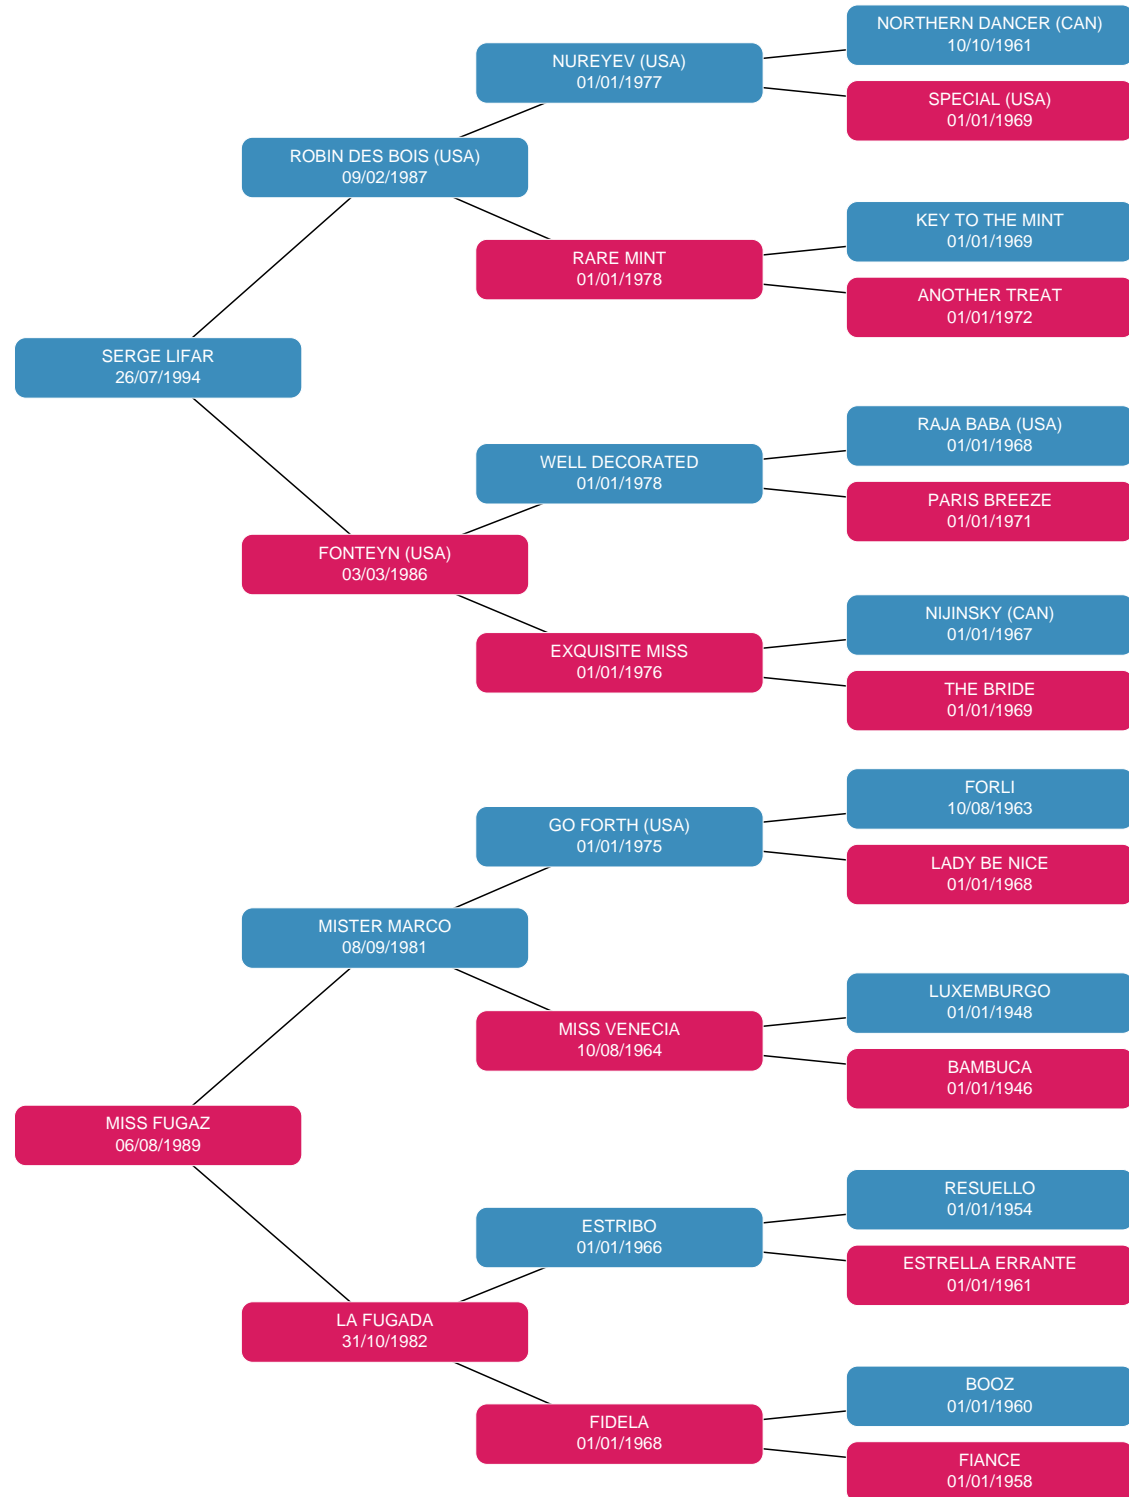 NORTHERN DANCER (CAN)
10/10/1961
NUREYEV (USA)
01/01/1977
SPECIAL (USA)
01/01/1969
ROBIN DES BOIS (USA)
09/02/1987
KEY TO THE MINT
01/01/1969
RARE MINT
01/01/1978
ANOTHER TREAT
01/01/1972
SERGE LIFAR
26/07/1994
RAJA BABA (USA)
01/01/1968
WELL DECORATED
01/01/1978
PARIS BREEZE
01/01/1971
FONTEYN (USA)
03/03/1986
NIJINSKY (CAN)
01/01/1967
EXQUISITE MISS
01/01/1976
THE BRIDE
01/01/1969
FORLI
10/08/1963
GO FORTH (USA)
01/01/1975
LADY BE NICE
01/01/1968
MISTER MARCO
08/09/1981
LUXEMBURGO
01/01/1948
MISS VENECIA
10/08/1964
BAMBUCA
01/01/1946
MISS FUGAZ
06/08/1989
RESUELLO
01/01/1954
ESTRIBO
01/01/1966
ESTRELLA ERRANTE
01/01/1961
LA FUGADA
31/10/1982
BOOZ
01/01/1960
FIDELA
01/01/1968
FIANCE
01/01/1958